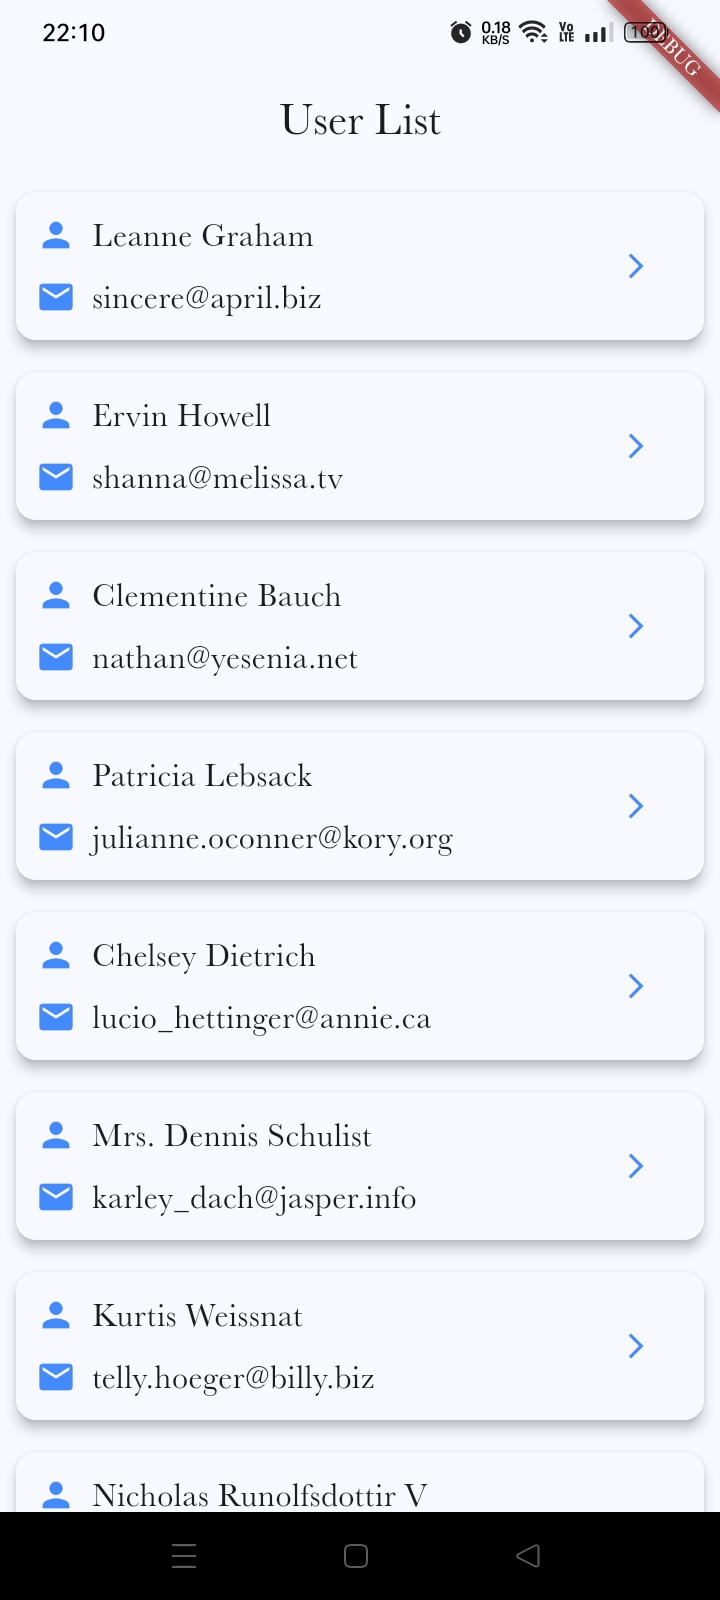 22:10
0.18
KB/S
Vo
LTE
100
DEBUG
User List
Leanne Graham
sincere@april.biz
Ervin Howell
shanna@melissa.tv
Clementine Bauch
nathan@yesenia.net
Patricia Lebsack
julianne.oconner@kory.org
Chelsey Dietrich
lucio_hettinger@annie.ca
Mrs. Dennis Schulist
karley_dach@jasper.info
Kurtis Weissnat
telly.hoeger@billy.biz
Nicholas Runolfsdottir V